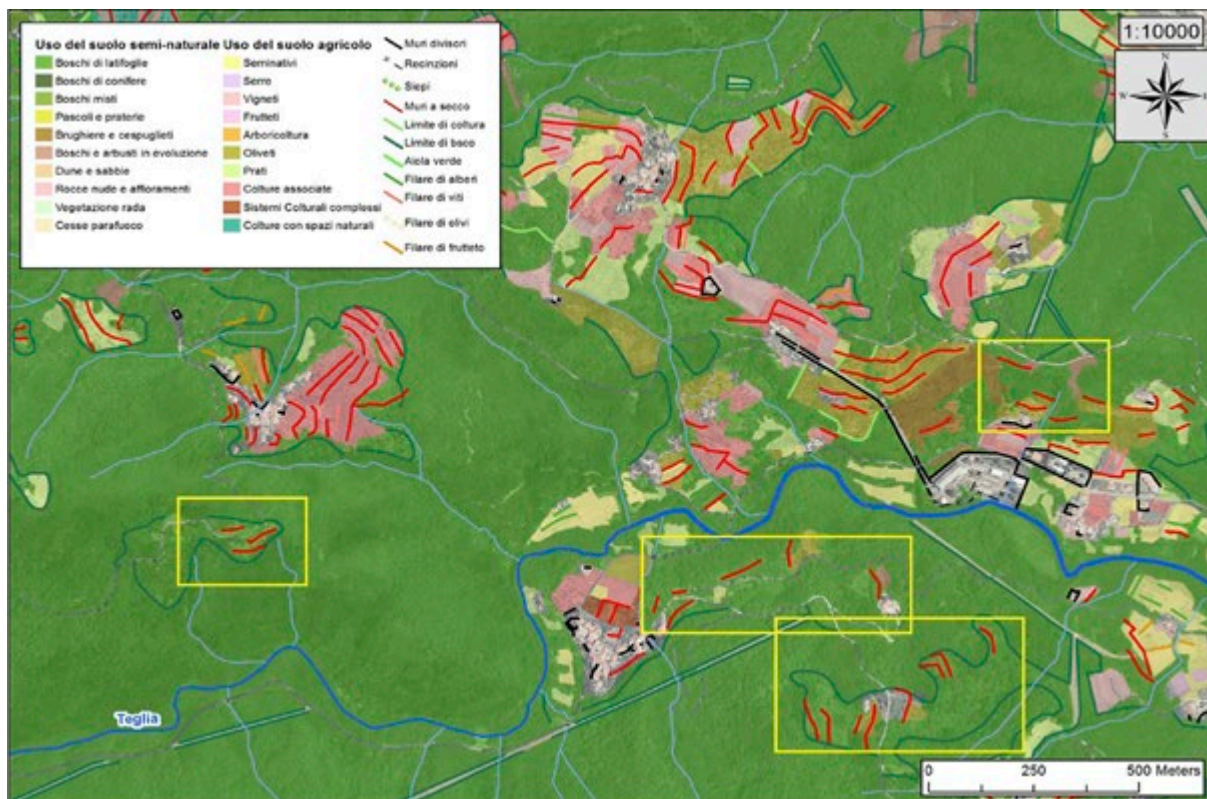 Uso del suolo semi-naturale
Boschi di latifoglie
Boschi di conifere
Boschi misti
Pascoli e praterie
Brughiere e cespuglieti
Boschi e arbusti in evoluzione
Dune e sabbie
Rocce nude e affioramenti
Vegetazione rada
Cesse parafuoco
Uso del suolo agricolo
Seminativi
Serre
Vigneti
Frutteti
Arboricoltura
Oliveti
Prati
Colture associate
Sistemi Colturali complessi
Colture con spazi naturali
Muri divisori
Recinzioni
Siepi
Muri a secco
Limite di coltura
Limite di bsco
Aiola verde
Filare di alberi
Filare di viti
Filare di olivi
Filare di frutteto
1:10000
N
W
E
S
Teglia
0 250 500 Meters